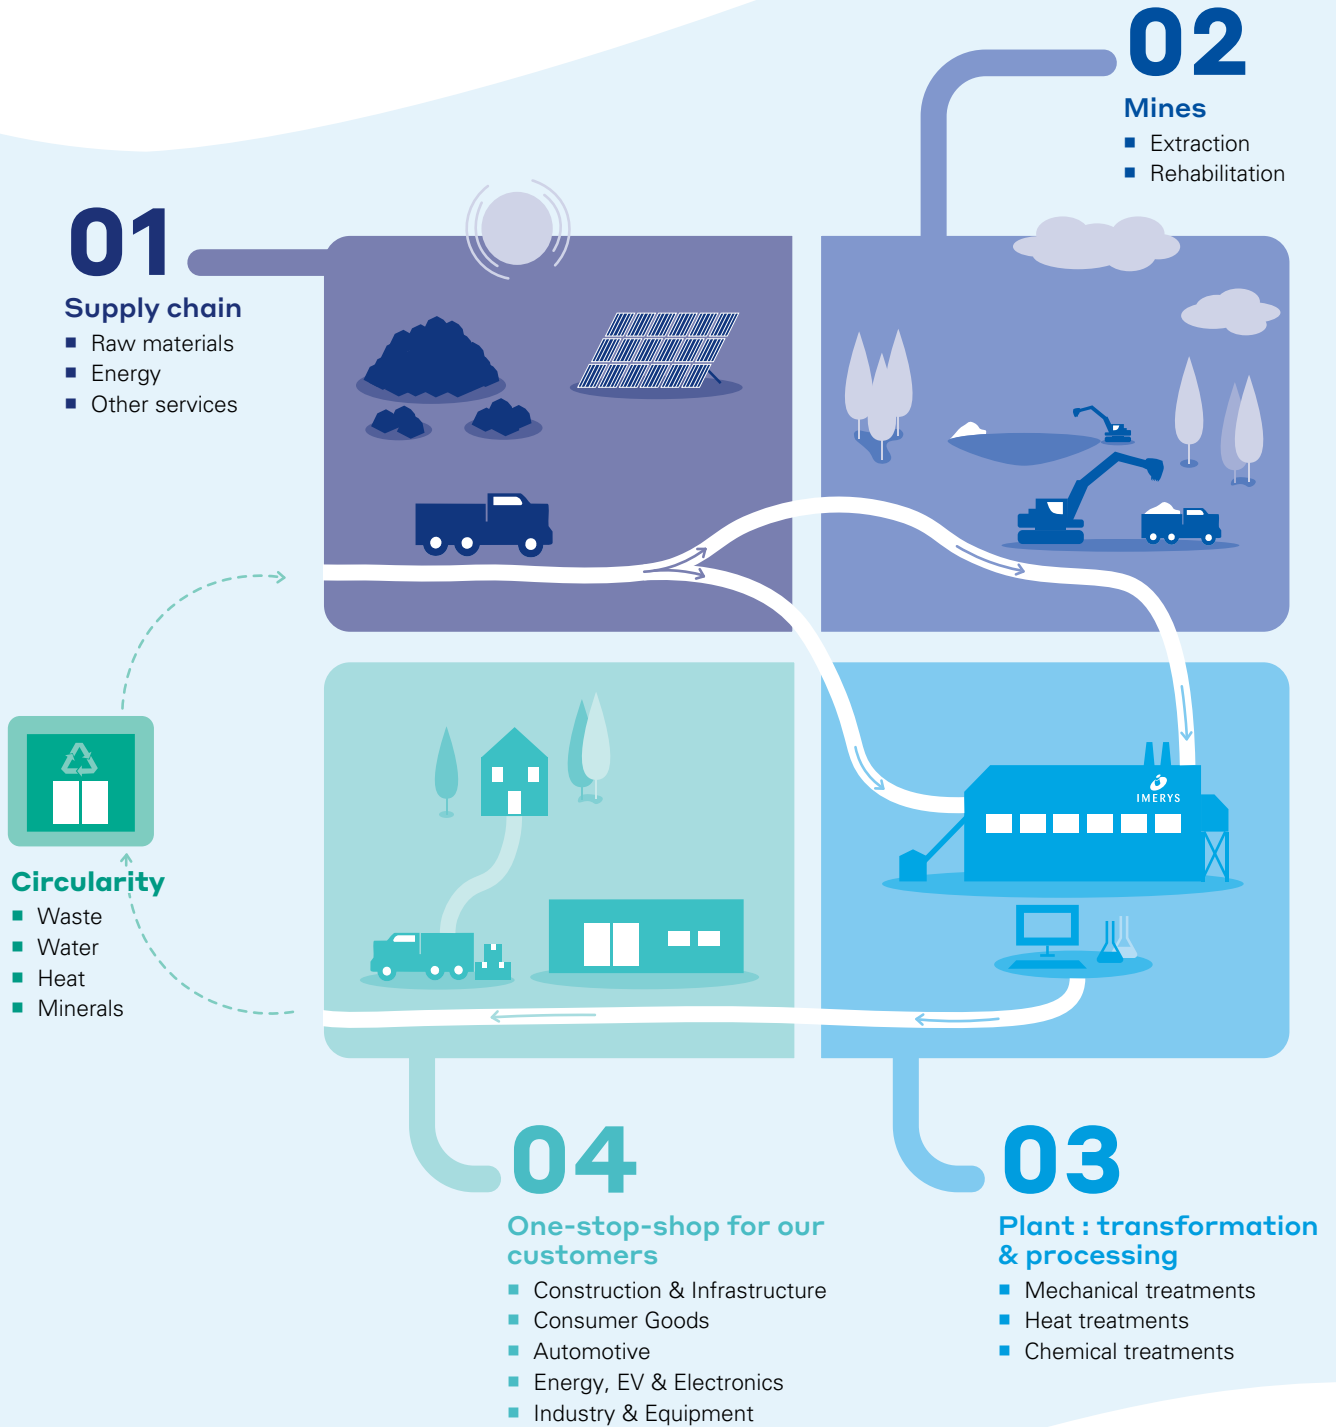 01
Supply chain
Raw materials
Energy
Other services
02
Mines
Extraction
Rehabilitation
IMERYS
Circularity
Waste
Water
Heat
Minerals
03
Plant : transformation
& processing
Mechanical treatments
Heat treatments
Chemical treatments
04
One-stop-shop for our
customers
Construction & Infrastructure
Consumer Goods
Automotive
Energy, EV & Electronics
Industry & Equipment